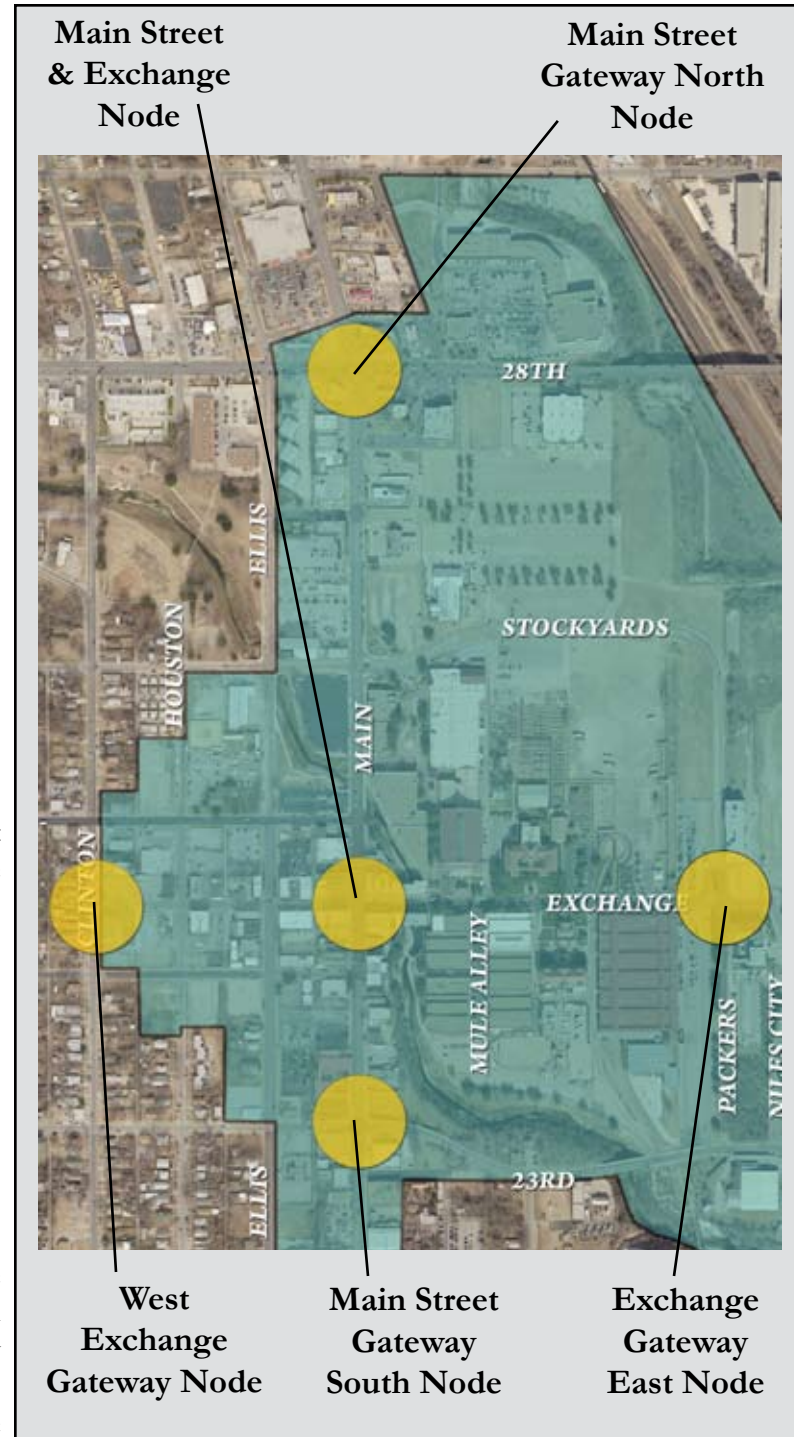 Main Street
& Exchange
Node
Main Street
Gateway North
Node
28TH
ELLIS
STOCKYARDS
HOUSTON
MAIN
CLINTON
EXCHANGE
MULE ALLEY
PACKERS
NILES CITY
23RD
ELLIS
West
Exchange
Gateway Node
Main Street
Gateway
South Node
Exchange
Gateway
East Node